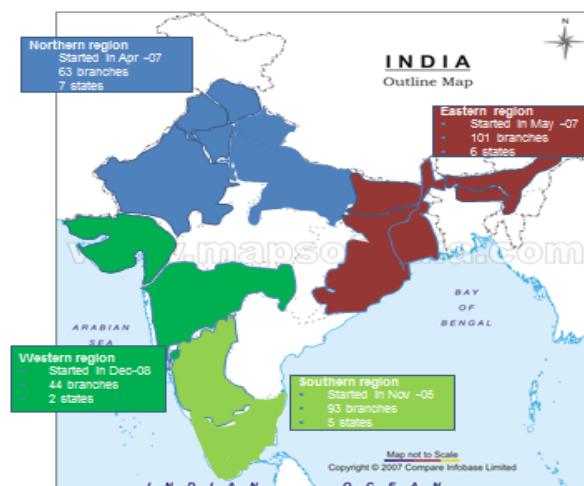 Northern region
Started in Apr -07
63 branches
7 states
INDIA
Outline Map
Eastern region
Started in May -07
101 branches
6 states
BAY
OF
BENGAL
ARABIAN
SEA
Western region
Started in Dec-08
44 branches
2 states
Southern region
Started in Nov -05
93 branches
5 states
Map not to Scale
Copyright © 2007 Compare Infobase Limited
INDIAN OCEAN